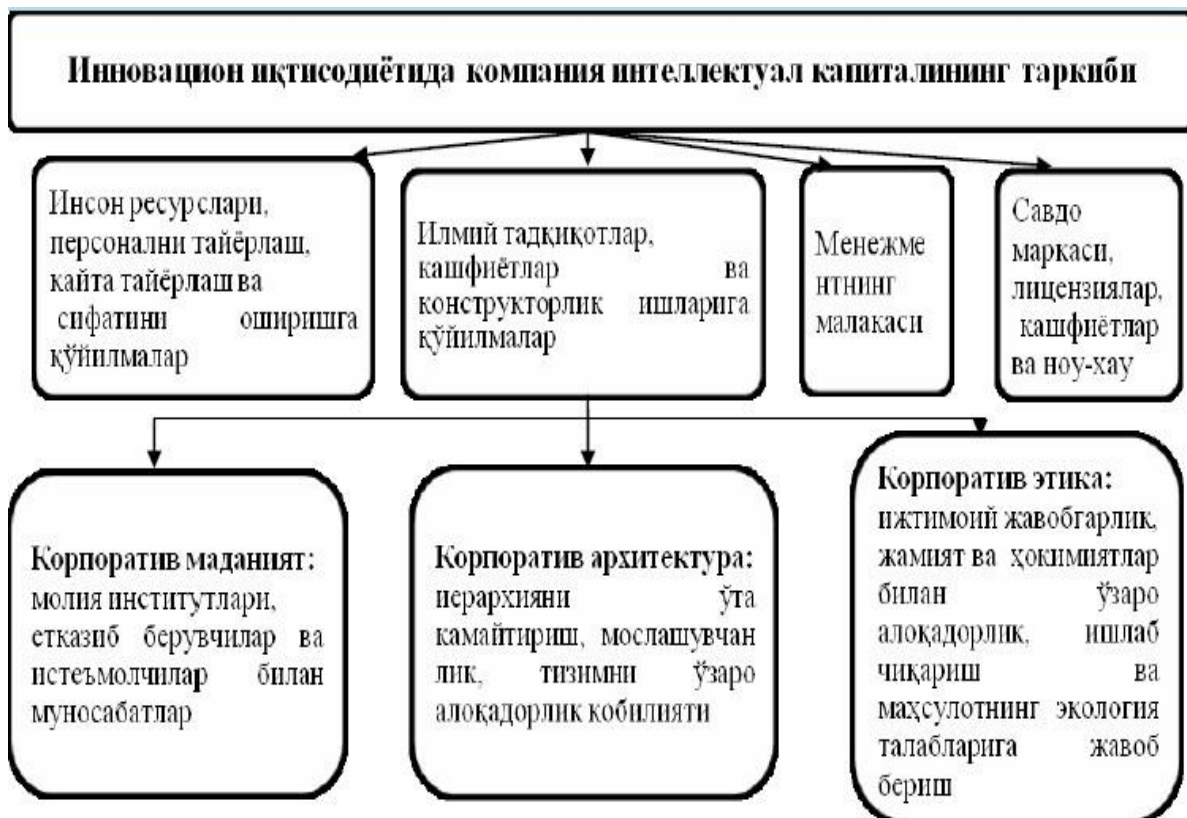 Инновацион иқтисодиётида компания интеллектуал капиталининг таркиби
Инсон ресурслари,
персонални тайёрлаш,
кайта тайёрлаш ва
сифатини оширишга
қўйилмалар
Илмий тадқиқотлар,
кашфиётлар ва
конструкторлик ишларига
қўйилмалар
Менежме
нтнинг
малакаси
Савдо
маркаси,
лицензиялар,
кашфиётлар
ва ноу-хау
Корпоратив маданият:
молия институтлари,
етказиб берувчилар ва
истеъмолчилар билан
муносабатлар
Корпоратив архитектура:
иерархияни ўта
камайтириш, мослашувчан
лик, тизимни ўзаро
алоқадорлик кобилияти
Корпоратив этика:
ижтимоий жавобгарлик,
жамият ва ҳокимиятлар
билан ўзаро
алоқадорлик, ишлаб
чиқариш ва
маҳсулотнинг экология
талабларига жавоб
бериш